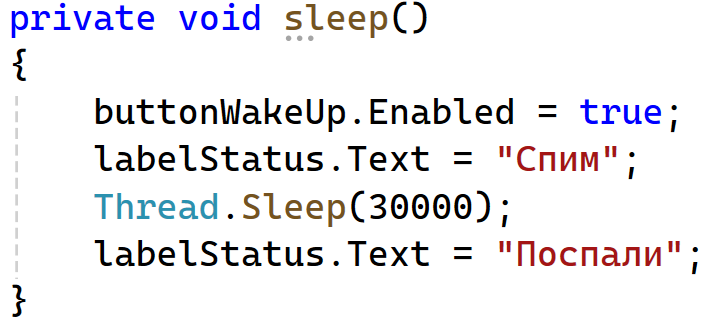 private void sleep()
{
    buttonWakeUp.Enabled = true;
    labelStatus.Text = "Спим";
    Thread.Sleep(30000);
    labelStatus.Text = "Поспали";
}